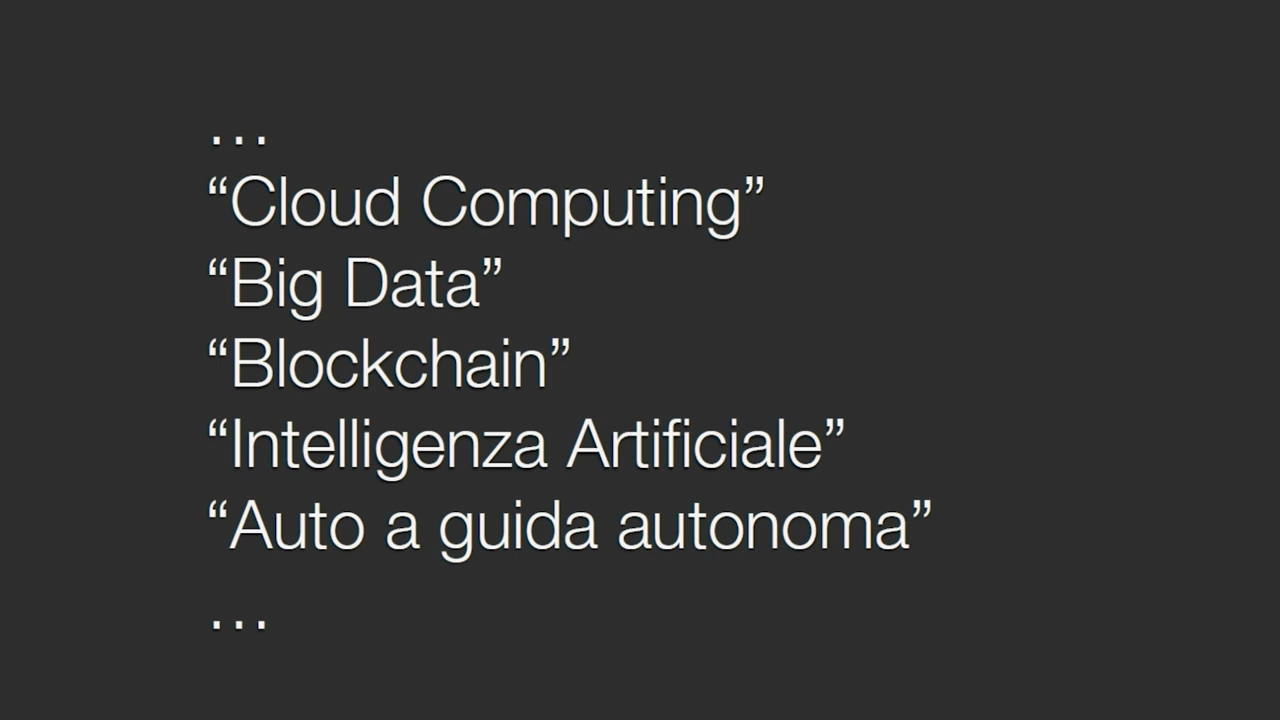 ...
“Cloud Computing”
“Big Data”
“Blockchain”
“Intelligenza Artificiale”
“Auto a guida autonoma”
...